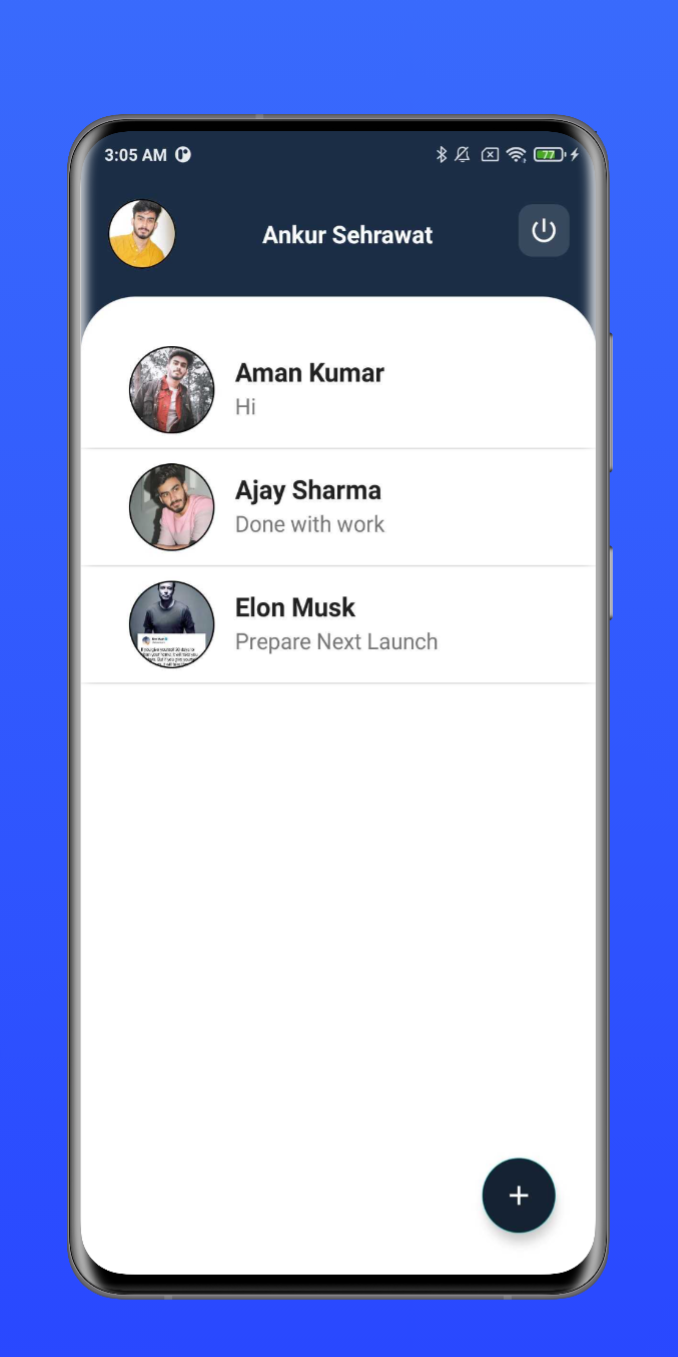 3:05 AM
77
Ankur Sehrawat
Aman Kumar
Hi
Ajay Sharma
Done with work
Elon Musk
Prepare Next Launch